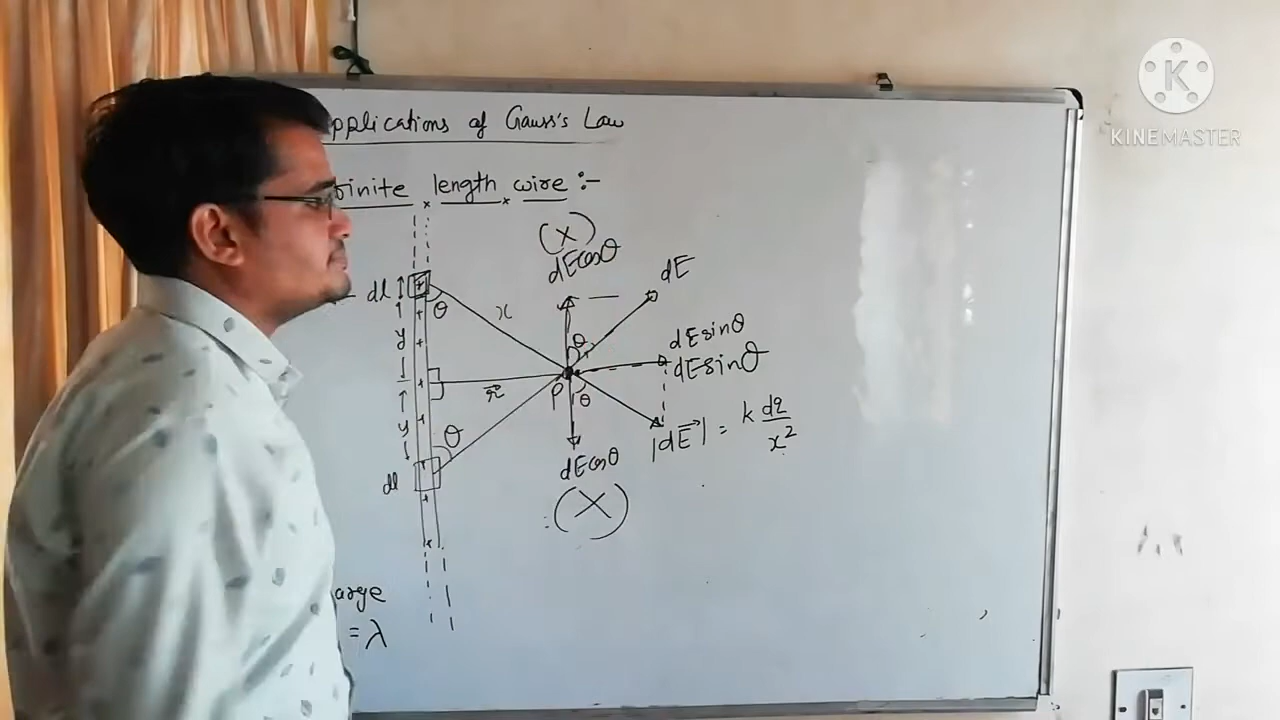 pplications of Gauss's Law
finite length wire :-
(X)
dEcosθ
dE
dl
θ
x
y
θ
dEsinθ
dEsinθ
r
P
θ
y
θ
|dE| = k dq/x²
dl
dEcosθ
(X)
arge
= λ
K
KINEMASTER